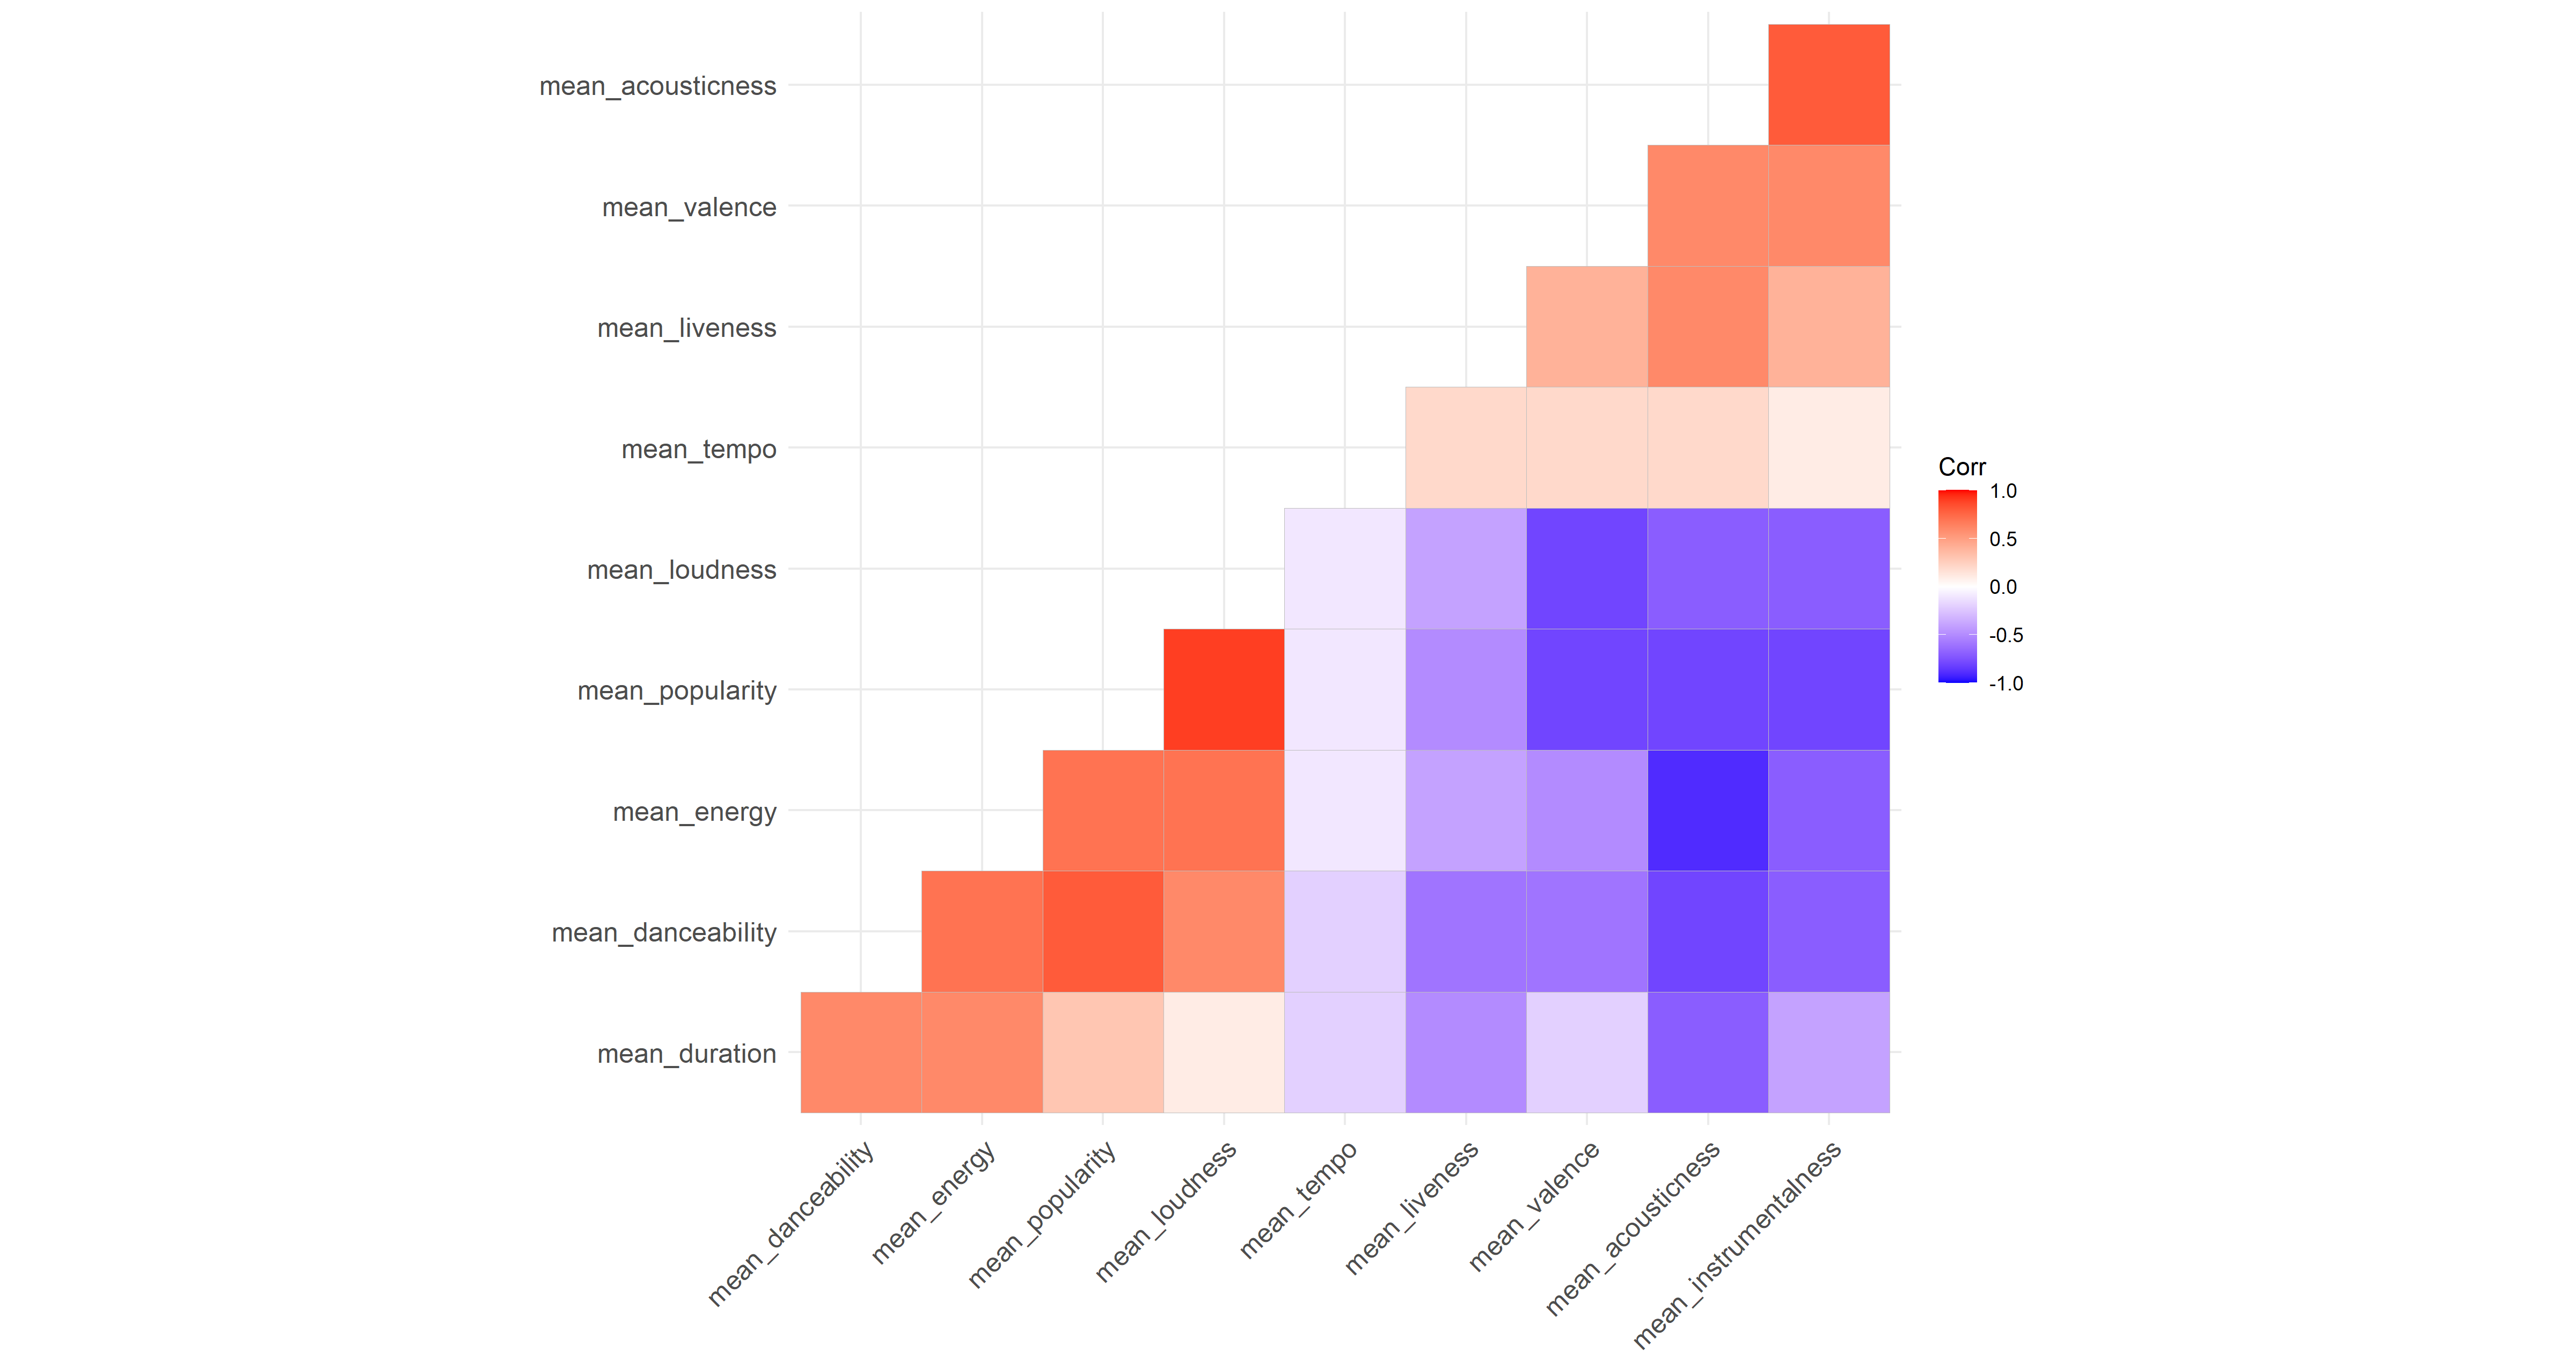 mean_acousticness
mean_valence
mean_liveness
mean_tempo
mean_loudness
mean_popularity
mean_energy
mean_danceability
mean_duration
mean_danceability
mean_energy
mean_popularity
mean_loudness
mean_tempo
mean_liveness
mean_valence
mean_acousticness
mean_instrumentalness
Corr
1.0
0.5
0.0
-0.5
-1.0